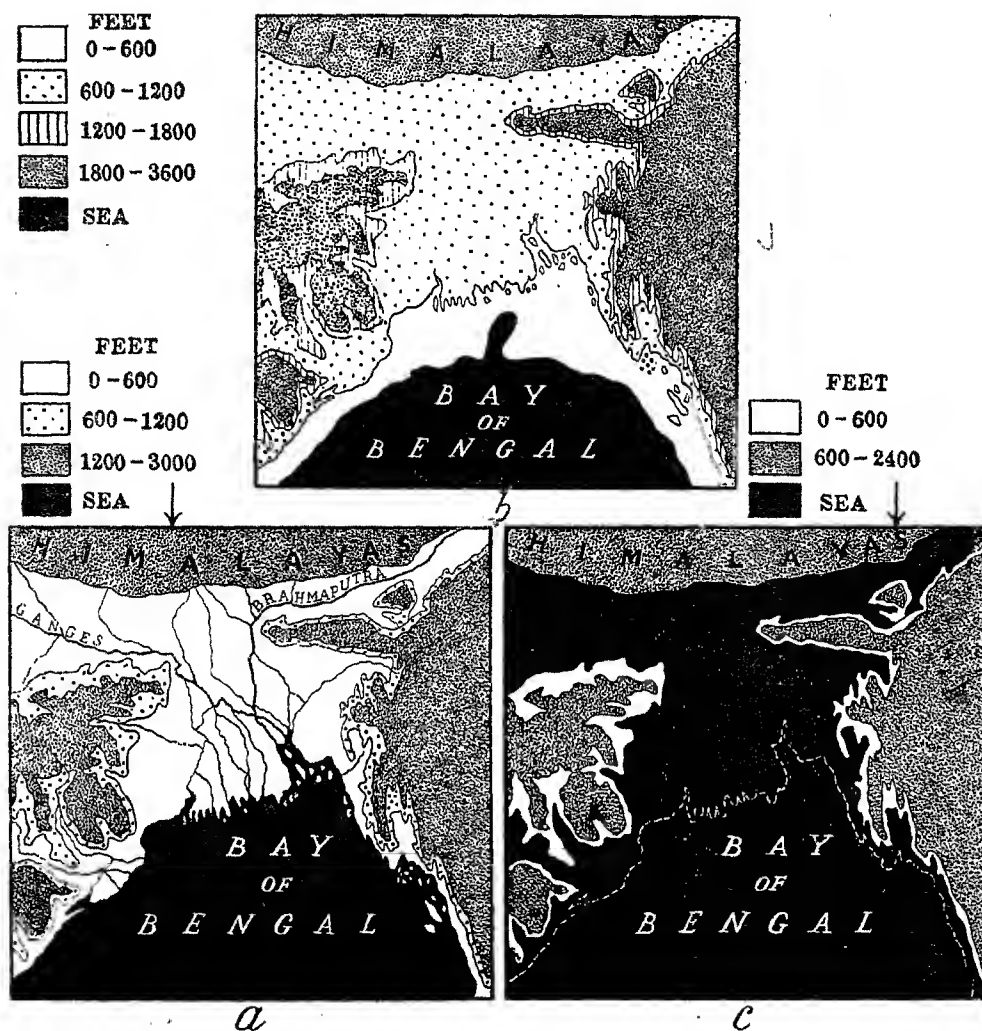 FEET
0-600
600-1200
1200-1800
1800-3600
SEA
HIMALAYAS
BAY
OF
BENGAL
b
FEET
0-600
600-1200
1200-3000
SEA
FEET
0-600
600-2400
SEA
HIMALAYAS
BRAHMAPUTRA
GANGES
BAY
OF
BENGAL
a
HIMALAYAS
BAY
OF
BENGAL
c